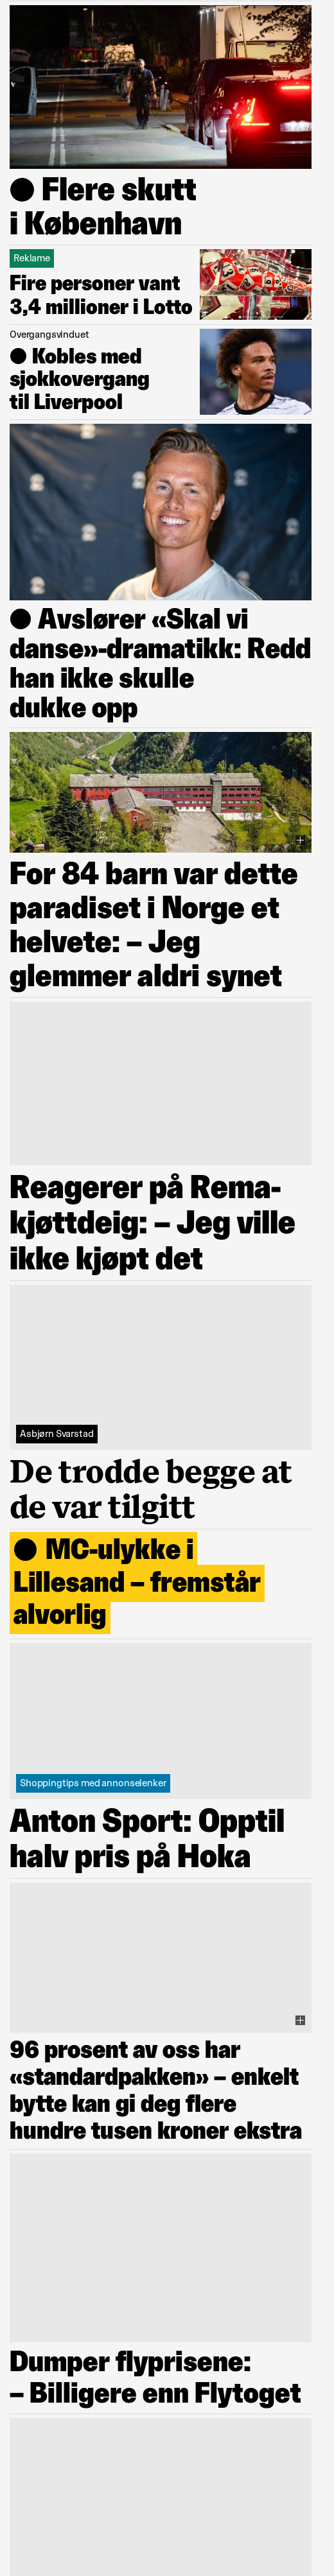 Flere skutt
i København
Reklame
Fire personer vant
3,4 millioner i Lotto
Overgangsvinduet
Kobles med
sjokkovergang
til Liverpool
Avslører «Skal vi
danse»-dramatikk: Redd
han ikke skulle
dukke opp
For 84 barn var dette
paradiset i Norge et
helvete: – Jeg
glemmer aldri synet
Reagerer på Rema-
kjøttdeig: – Jeg ville
ikke kjøpt det
Asbjørn Svarstad
De trodde begge at
de var tilgitt
MC-ulykke i
Lillesand – fremstår
alvorlig
Shoppingtips med annonselenker
Anton Sport: Opptil
halv pris på Hoka
96 prosent av oss har
«standardpakken» – enkelt
bytte kan gi deg flere
hundre tusen kroner ekstra
Dumper flyprisene:
– Billigere enn Flytoget